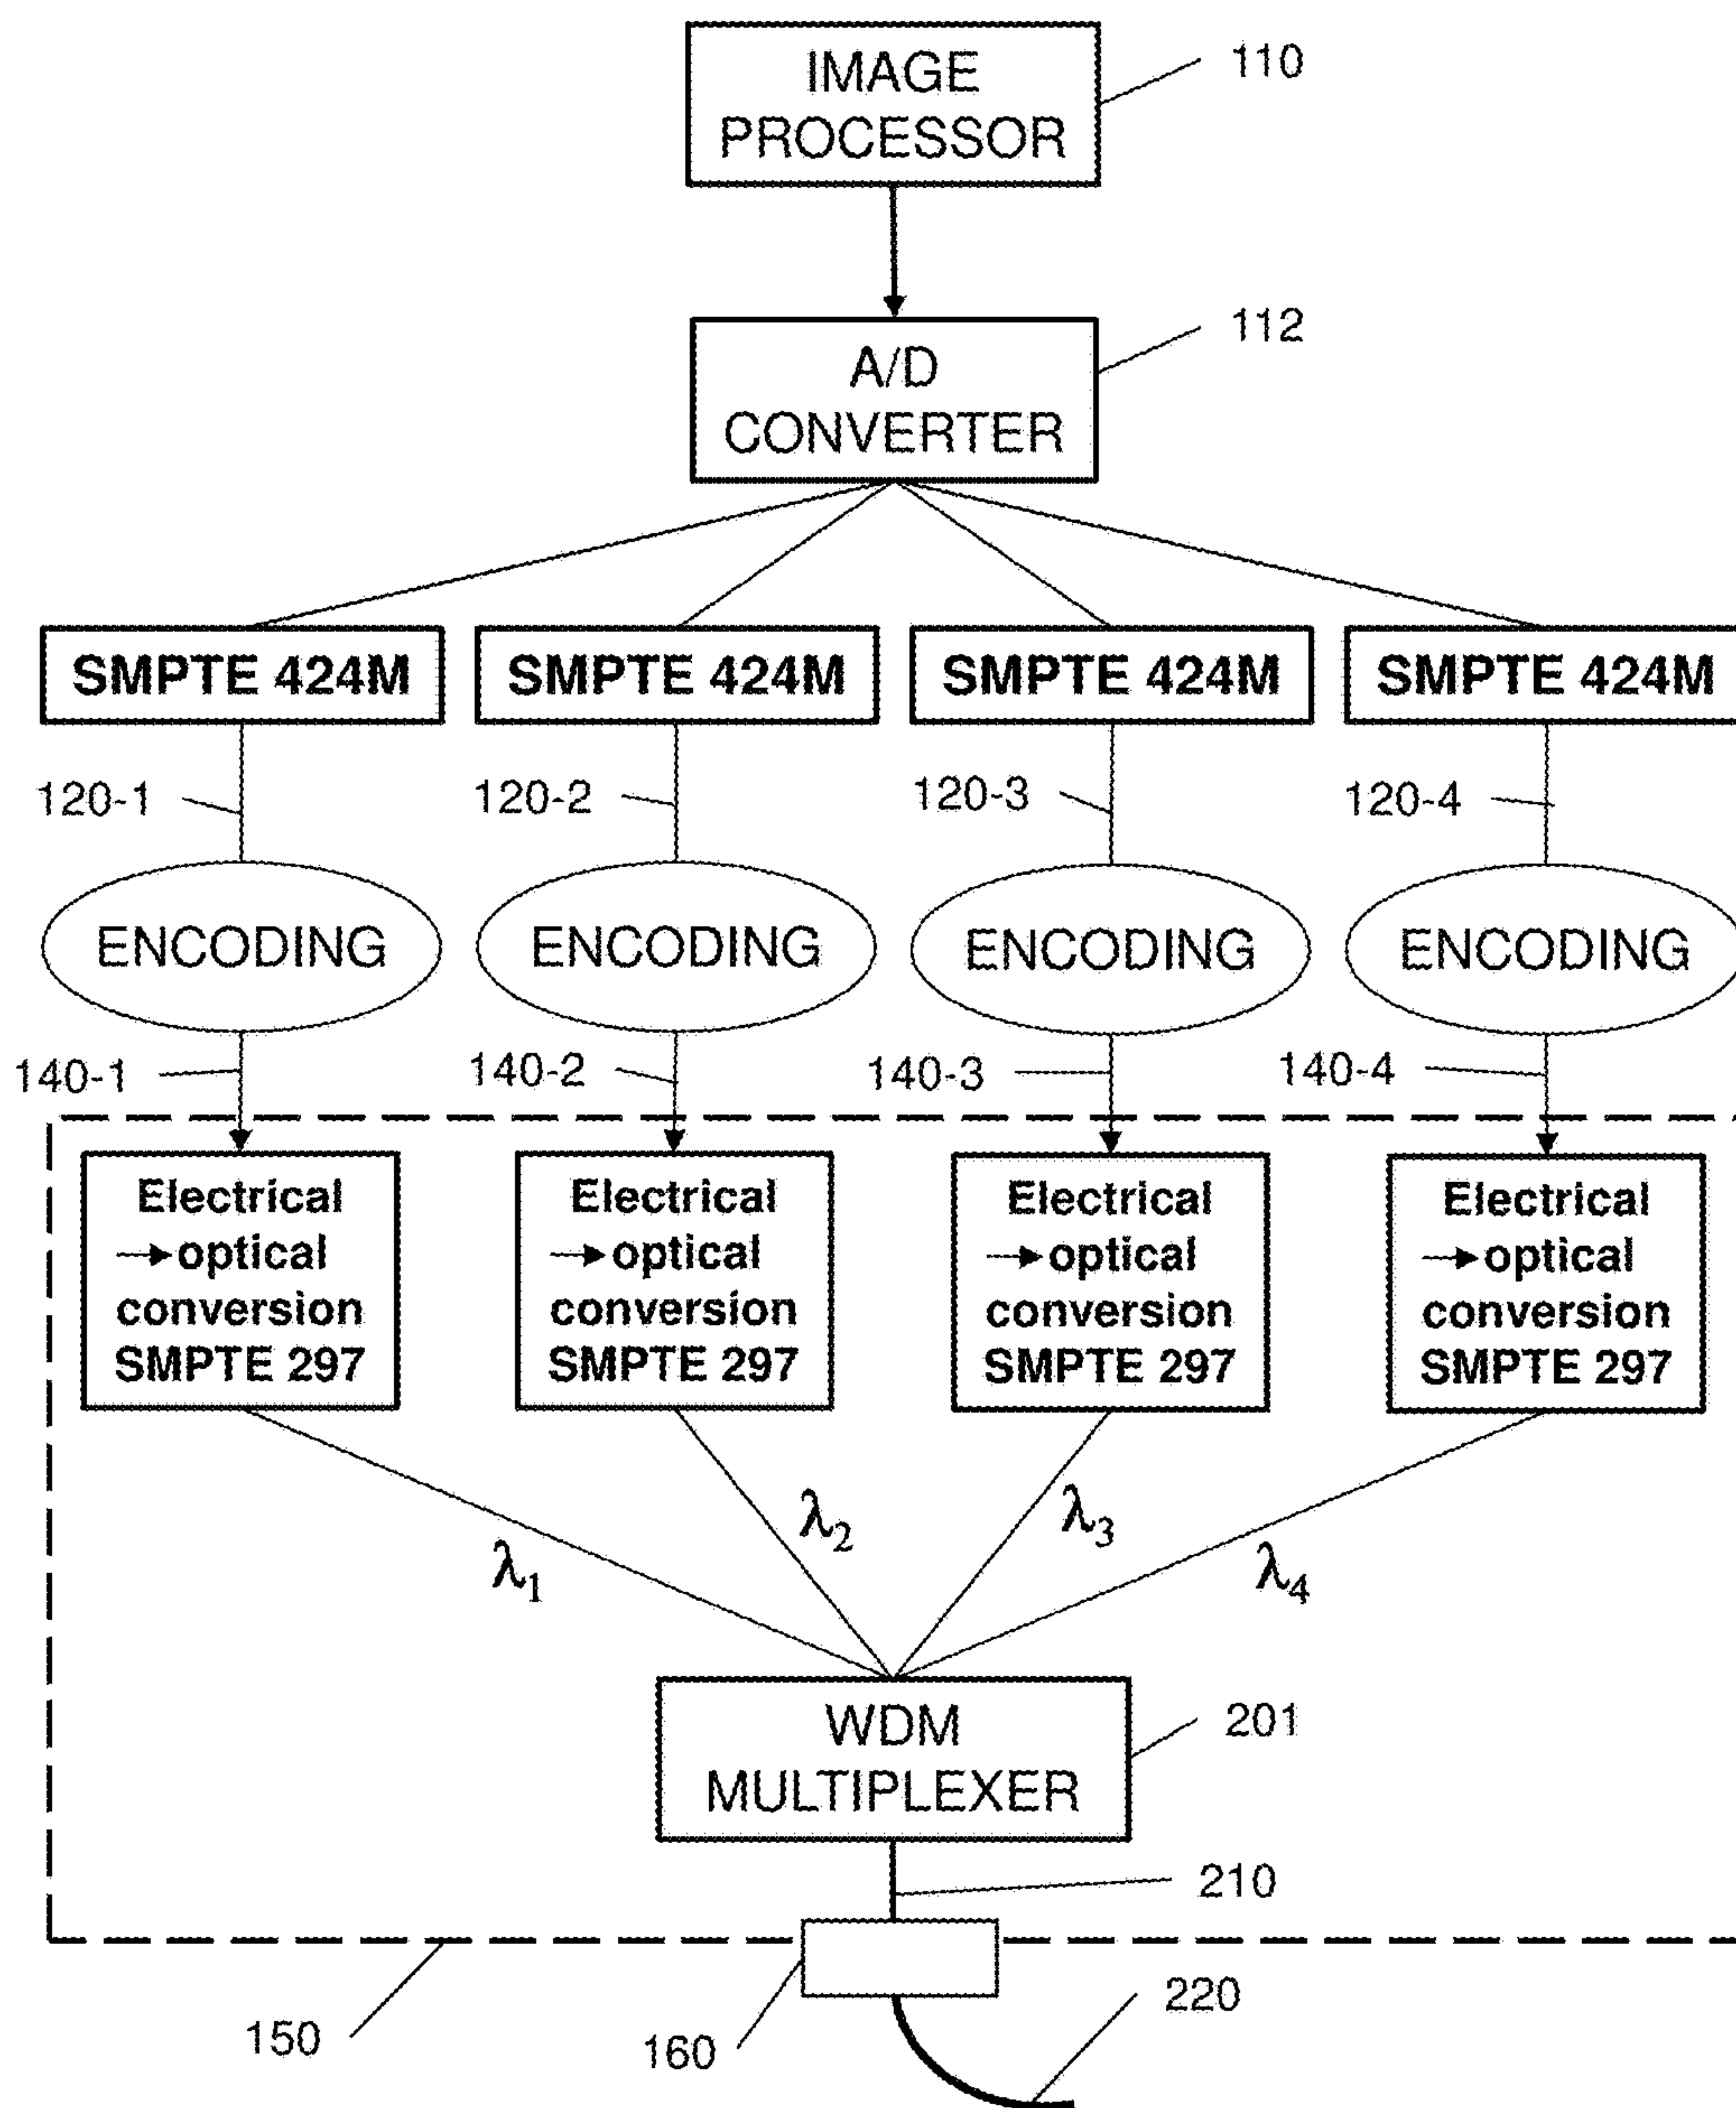 IMAGE
PROCESSOR
110
A/D
CONVERTER
112
SMPTE 424M
SMPTE 424M
SMPTE 424M
SMPTE 424M
120-1
120-2
120-3
120-4
ENCODING
ENCODING
ENCODING
ENCODING
140-1
140-2
140-3
140-4
Electrical
→optical
conversion
SMPTE 297
Electrical
→optical
conversion
SMPTE 297
Electrical
→optical
conversion
SMPTE 297
Electrical
→optical
conversion
SMPTE 297
λ1
λ2
λ3
λ4
WDM
MULTIPLEXER
201
210
150
160
220